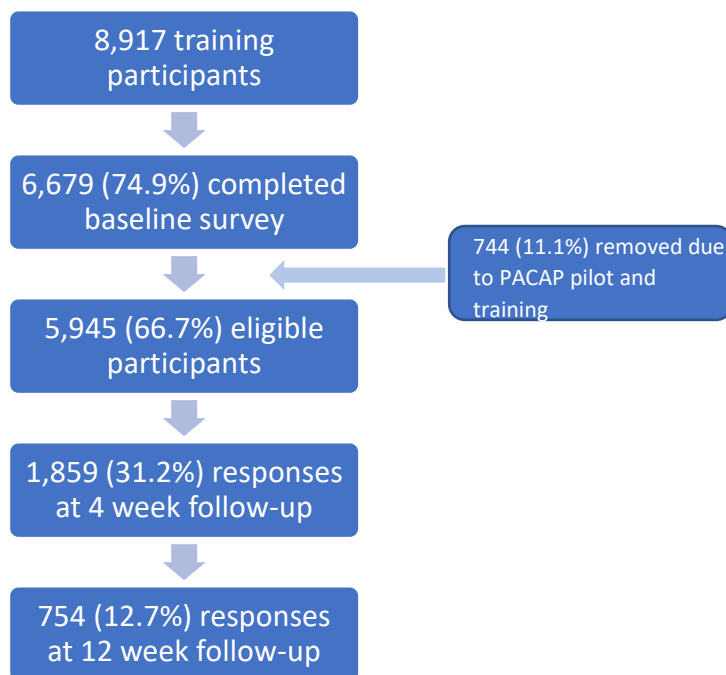 8,917 training
participants
6,679 (74.9%) completed
baseline survey
744 (11.1%) removed due
to PACAP pilot and
training
5,945 (66.7%) eligible
participants
1,859 (31.2%) responses
at 4 week follow-up
754 (12.7%) responses
at 12 week follow-up